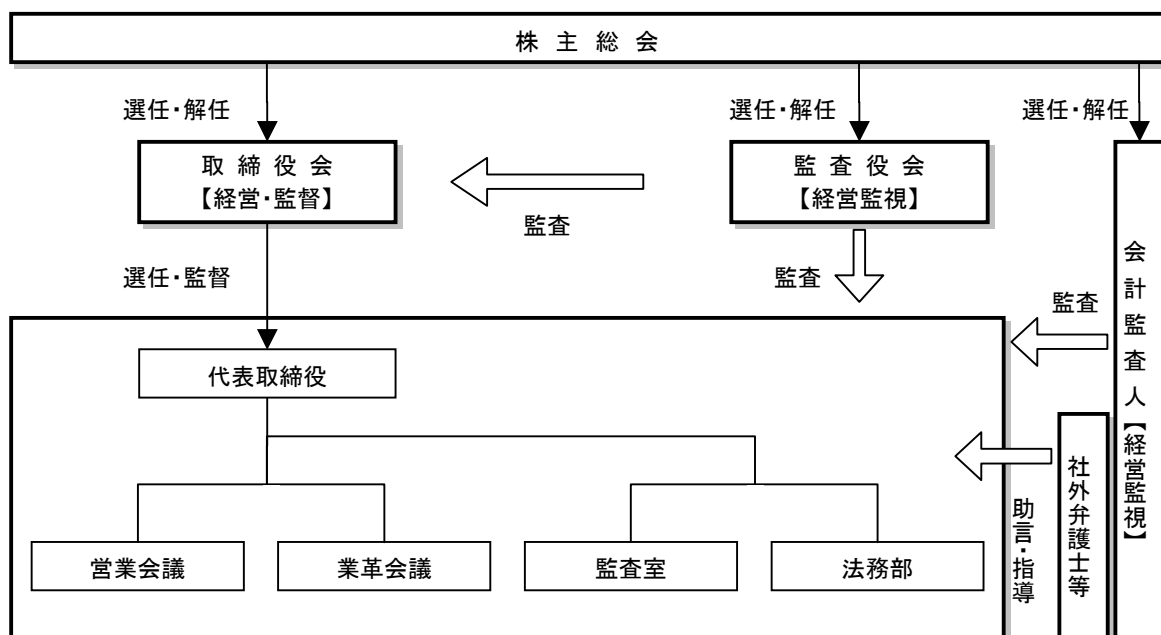 株 主 総 会
選任・解任
選任・解任
選任・解任
取 締 役 会
【経営・監督】
監 査 役 会
【経営監視】
監査
選任・監督
監査
監査
会計監査人【経営監視】
代表取締役
社外弁護士等
助言・指導
営業会議
業革会議
監査室
法務部